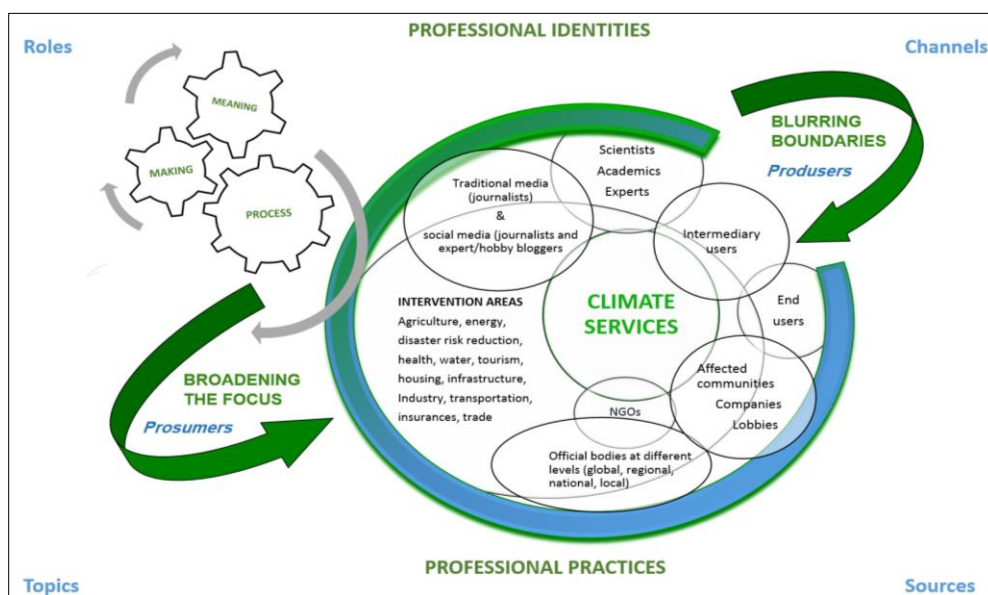 PROFESSIONAL IDENTITIES
Roles
Channels
MEANING
MAKING
PROCESS
BLURRING
BOUNDARIES
Produsers
Scientists
Academics
Experts
Traditional media
(journalists)
&
social media (journalists and
expert/hobby bloggers
Intermediary
users
INTERVENTION AREAS
Agriculture, energy,
disaster risk reduction,
health, water, tourism,
housing, infrastructure,
Industry, transportation,
insurances, trade
CLIMATE
SERVICES
End
users
Affected
communities
Companies
Lobbies
NGOs
Official bodies at different
levels (global, regional,
national, local)
BROADENING
THE FOCUS
Prosumers
PROFESSIONAL PRACTICES
Topics
Sources